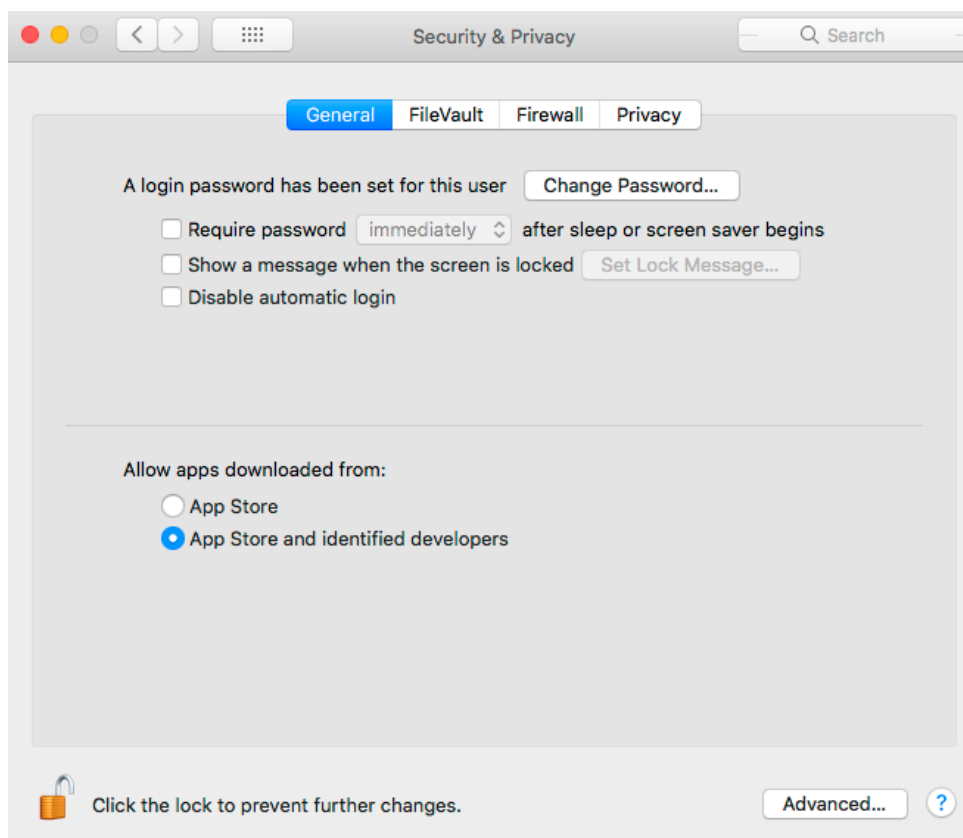 Security & Privacy
Search
General FileVault Firewall Privacy
A login password has been set for this user Change Password...
Require password immediately after sleep or screen saver begins
Show a message when the screen is locked Set Lock Message...
Disable automatic login
Allow apps downloaded from:
App Store
App Store and identified developers
Click the lock to prevent further changes. Advanced... ?